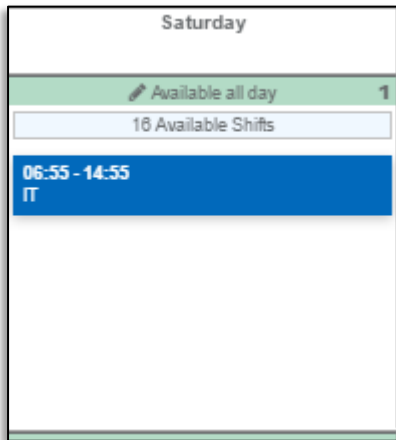 Saturday
Available all day 1
16 Available Shifts
06:55 - 14:55
IT